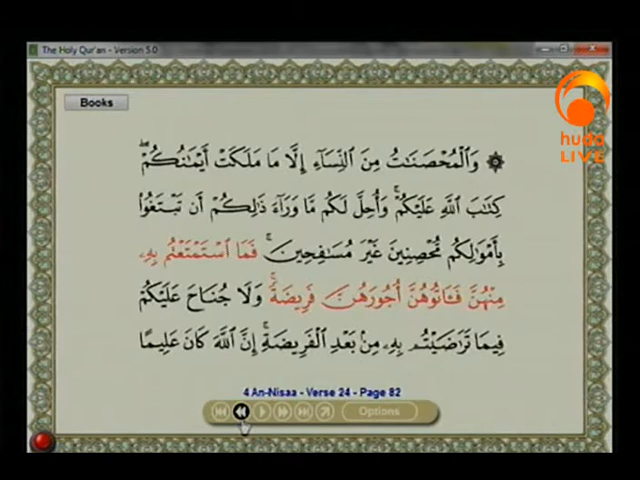 The Holy Qur'an - Version 5.0
Books
huda
LIVE
۞ وَٱلْمُحْصَنَٰتُ مِنَ ٱلنِّسَآءِ إِلَّا مَا مَلَكَتْ أَيْمَٰنُكُمْ ۖ
كِتَٰبَ ٱللَّهِ عَلَيْكُمْ ۚ وَأُحِلَّ لَكُم مَّا وَرَآءَ ذَٰلِكُمْ أَن تَبْتَغُوا۟
بِأَمْوَٰلِكُم مُّحْصِنِينَ غَيْرَ مُسَٰفِحِينَ ۚ فَمَا ٱسْتَمْتَعْتُم بِهِۦ
مِنْهُنَّ فَـَٔاتُوهُنَّ أُجُورَهُنَّ فَرِيضَةً ۚ وَلَا جُنَاحَ عَلَيْكُمْ
فِيمَا تَرَٰضَيْتُم بِهِۦ مِنۢ بَعْدِ ٱلْفَرِيضَةِ ۚ إِنَّ ٱللَّهَ كَانَ عَلِيمًا
4 An-Nisaa - Verse 24 - Page 82
Options